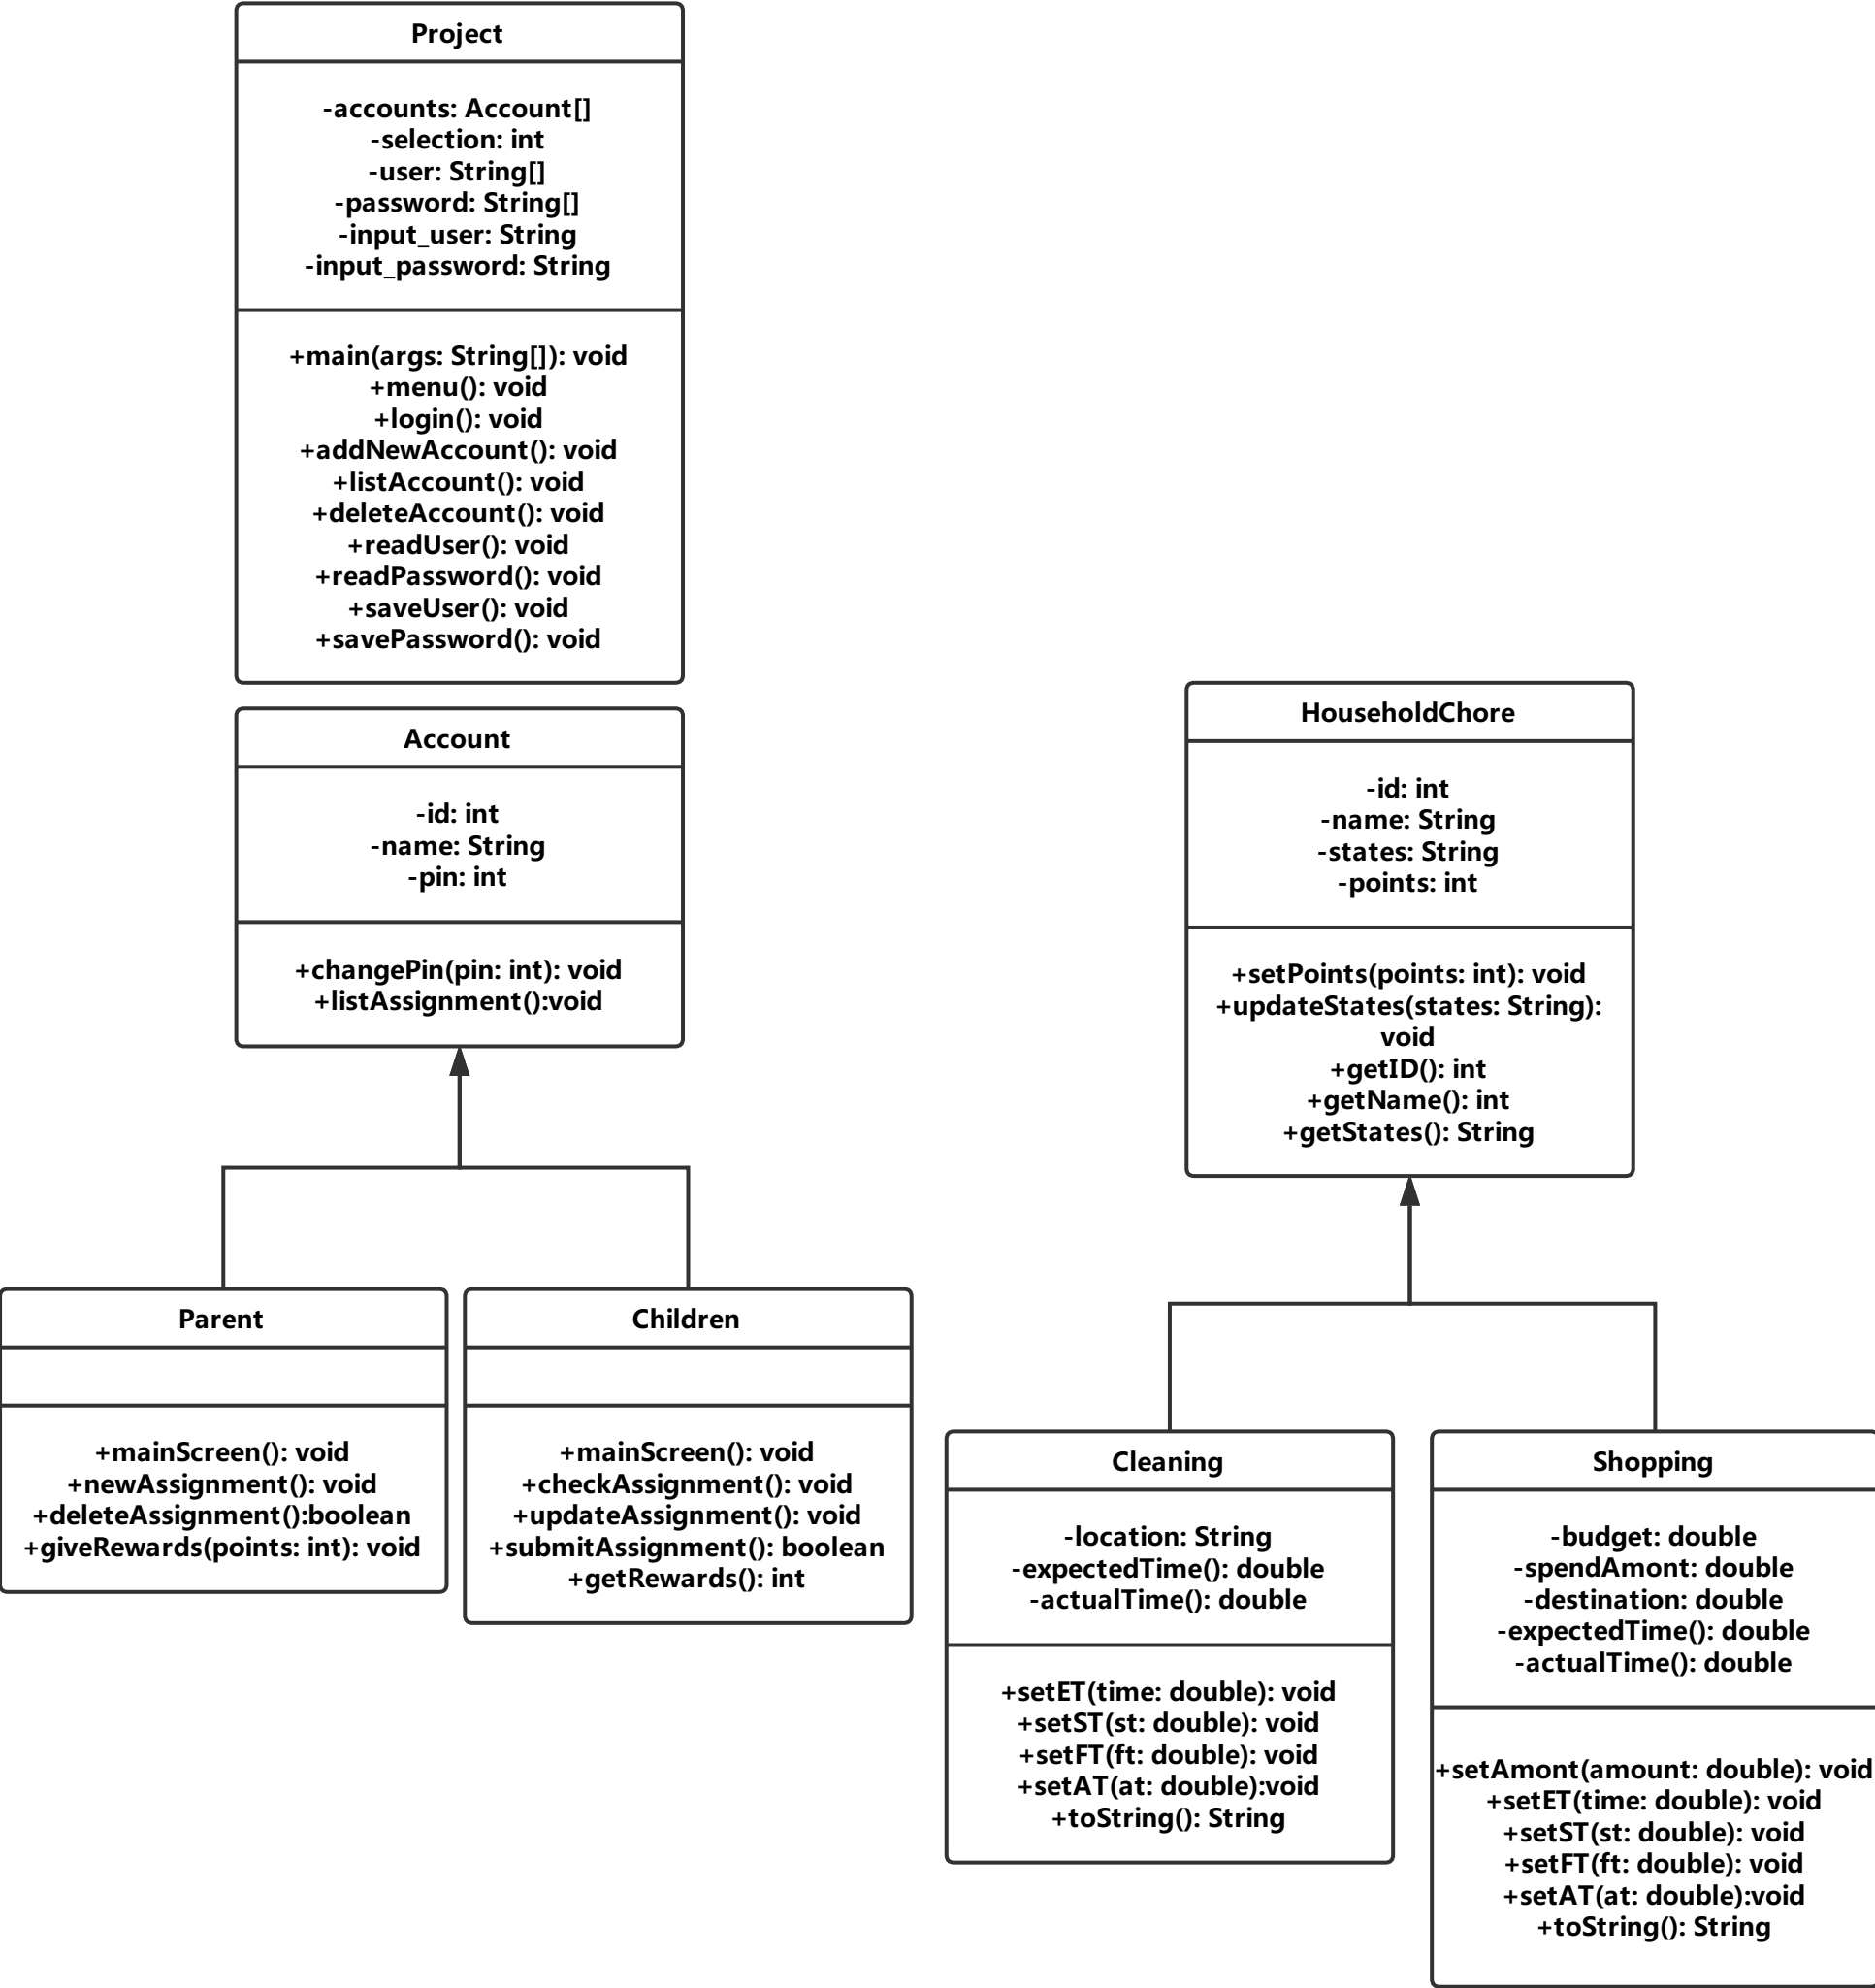 Project
-accounts: Account[]
-selection: int
-user: String[]
-password: String[]
-input_user: String
-input_password: String
+main(args: String[]): void
+menu(): void
+login(): void
+addNewAccount(): void
+listAccount(): void
+deleteAccount(): void
+readUser(): void
+readPassword(): void
+saveUser(): void
+savePassword(): void
Account
-id: int
-name: String
-pin: int
+changePin(pin: int): void
+listAssignment():void
Parent
+mainScreen(): void
+newAssignment(): void
+deleteAssignment():boolean
+giveRewards(points: int): void
Children
+mainScreen(): void
+checkAssignment(): void
+updateAssignment(): void
+submitAssignment(): boolean
+getRewards(): int
HouseholdChore
-id: int
-name: String
-states: String
-points: int
+setPoints(points: int): void
+updateStates(states: String):
void
+getID(): int
+getName(): int
+getStates(): String
Cleaning
-location: String
-expectedTime(): double
-actualTime(): double
+setET(time: double): void
+setST(st: double): void
+setFT(ft: double): void
+setAT(at: double):void
+toString(): String
Shopping
-budget: double
-spendAmont: double
-destination: double
-expectedTime(): double
-actualTime(): double
+setAmont(amount: double): void
+setET(time: double): void
+setST(st: double): void
+setFT(ft: double): void
+setAT(at: double):void
+toString(): String